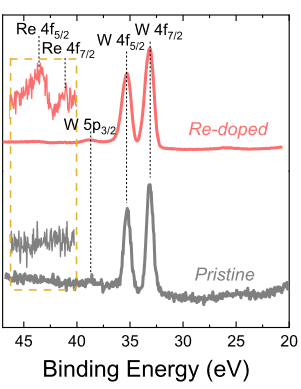 Re 4f5/2
Re 4f7/2
W 4f5/2
W 4f7/2
W 5p3/2
Re-doped
Pristine
45 40 35 30 25 20
Binding Energy (eV)